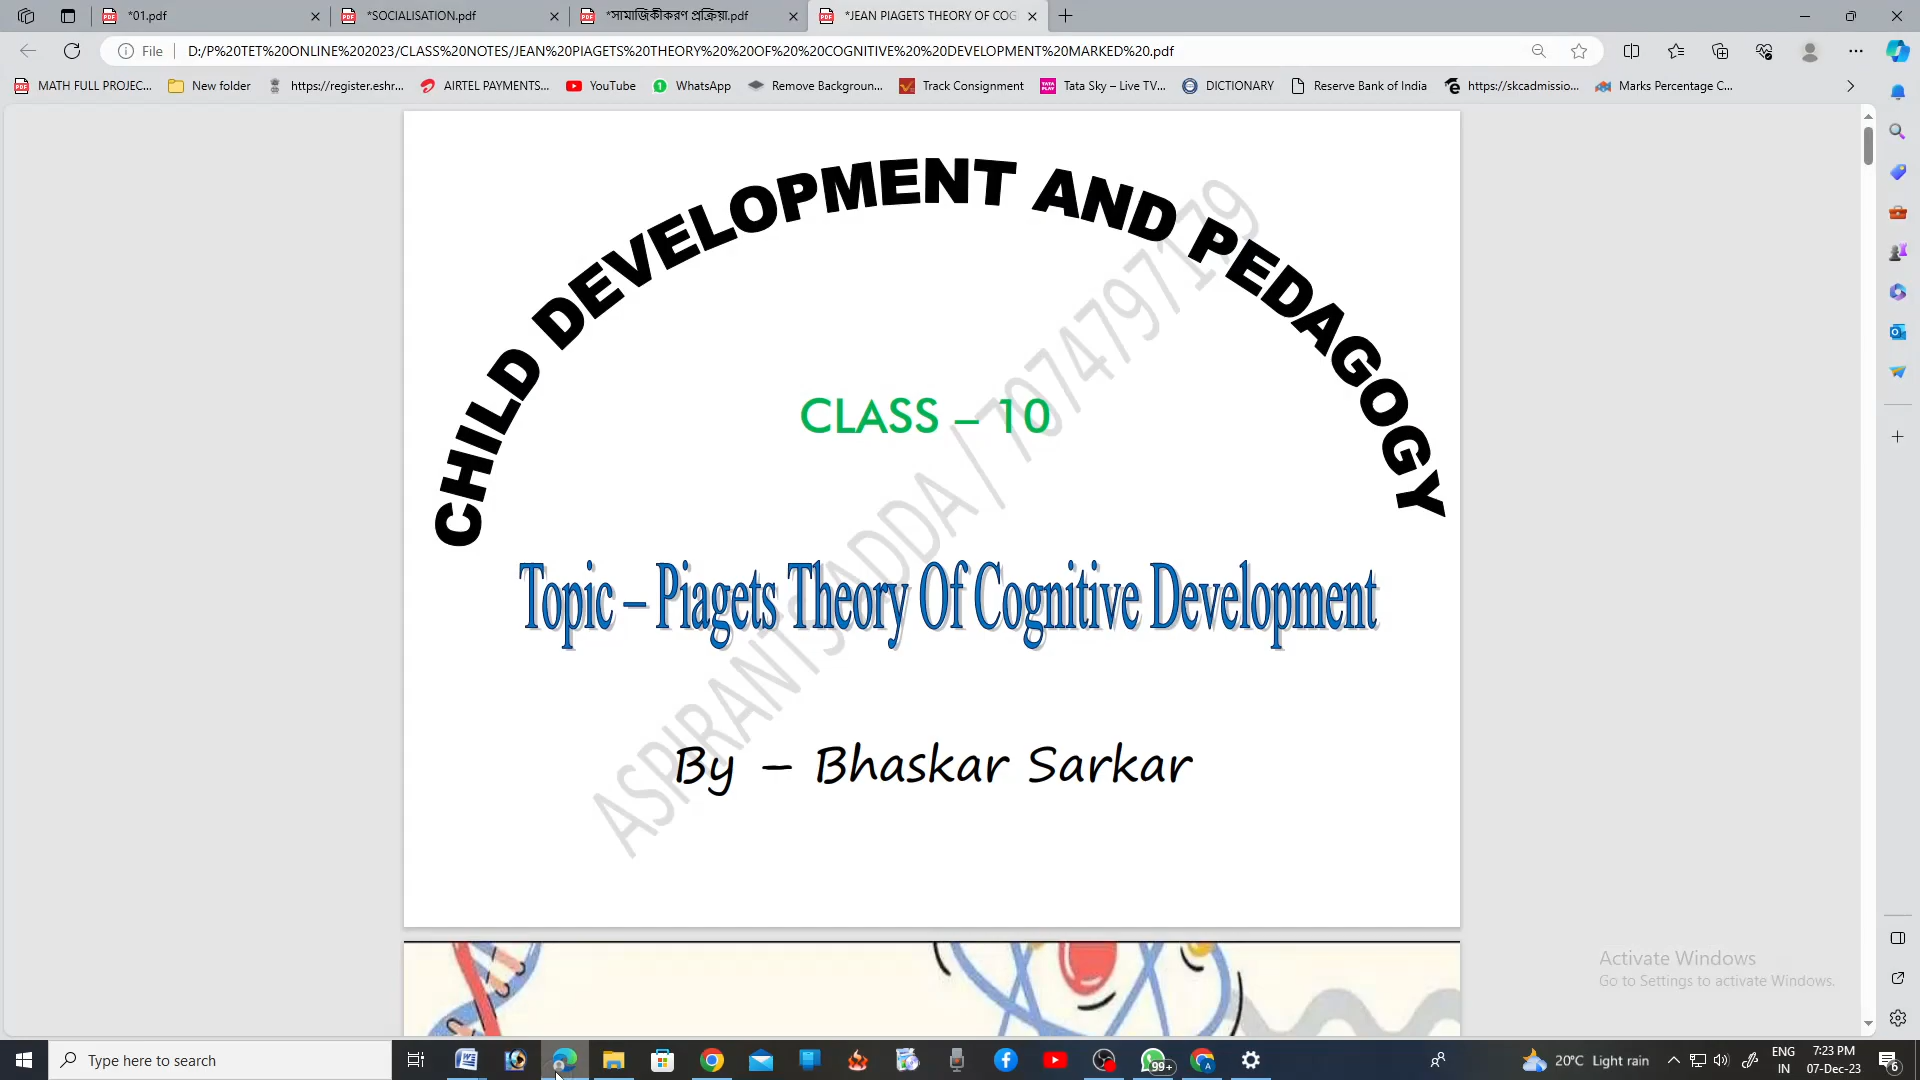 *01.pdf
*SOCIALISATION.pdf
*সামাজিকীকরণ প্রক্রিয়া.pdf
*JEAN PIAGETS THEORY OF COG
File
D:/P%20TET%20ONLINE%202023/CLASS%20NOTES/JEAN%20PIAGETS%20THEORY%20%20OF%20%20COGNITIVE%20%20DEVELOPMENT%20MARKED%20.pdf
MATH FULL PROJEC...
New folder
https://register.eshr...
AIRTEL PAYMENTS...
YouTube
WhatsApp
Remove Backgroun...
Track Consignment
Tata Sky – Live TV...
DICTIONARY
Reserve Bank of India
https://skcadmissio...
Marks Percentage C...
CHILD DEVELOPMENT AND PEDAGOGY
CLASS – 10
Topic – Piagets Theory Of Cognitive Development
By – Bhaskar Sarkar
ASPIRANTSADDA / 7074797179
Activate Windows
Go to Settings to activate Windows.
Type here to search
99+
20°C Light rain
ENG
IN
7:23 PM
07-Dec-23
6